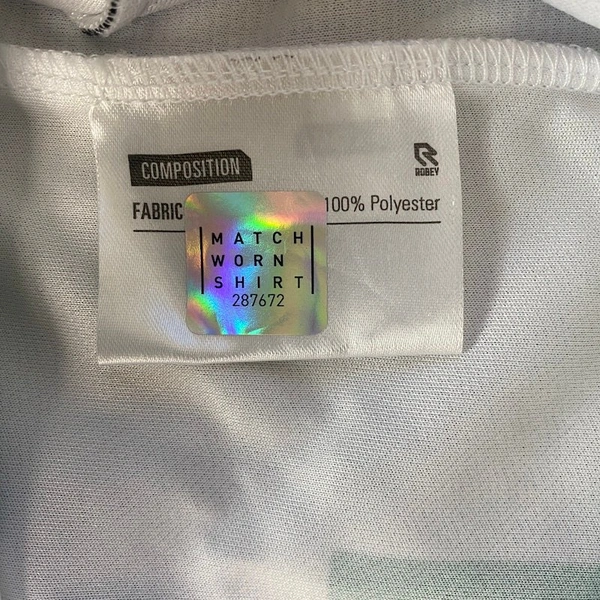 COMPOSITION
ROBEY
FABRIC 100% Polyester
MATCH
WORN
SHIRT
287672